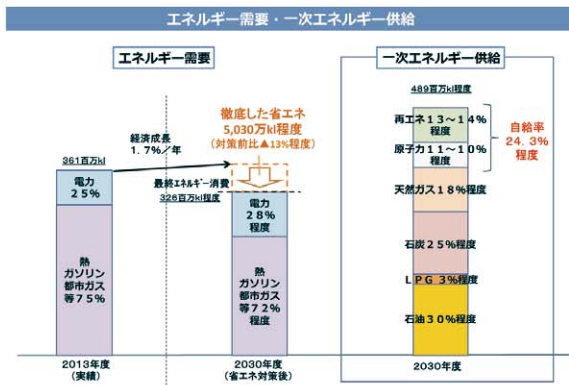 エネルギー需要・一次エネルギー供給
エネルギー需要
361百万kl
電力
25%
熱
ガソリン
都市ガス
等75%
2013年度
(実績)
経済成長
1.7%/年
徹底した省エネ
5,030万kl程度
(対策前比▲13%程度)
最終エネルギー消費
326百万kl程度
電力
28%
程度
熱
ガソリン
都市ガス
等72%
程度
2030年度
(省エネ対策後)
一次エネルギー供給
489百万kl程度
再エネ13~14%
程度
原子力11~10%
程度
天然ガス18%程度
石炭25%程度
LPG 3%程度
石油30%程度
2030年度
自給率
24.3%
程度